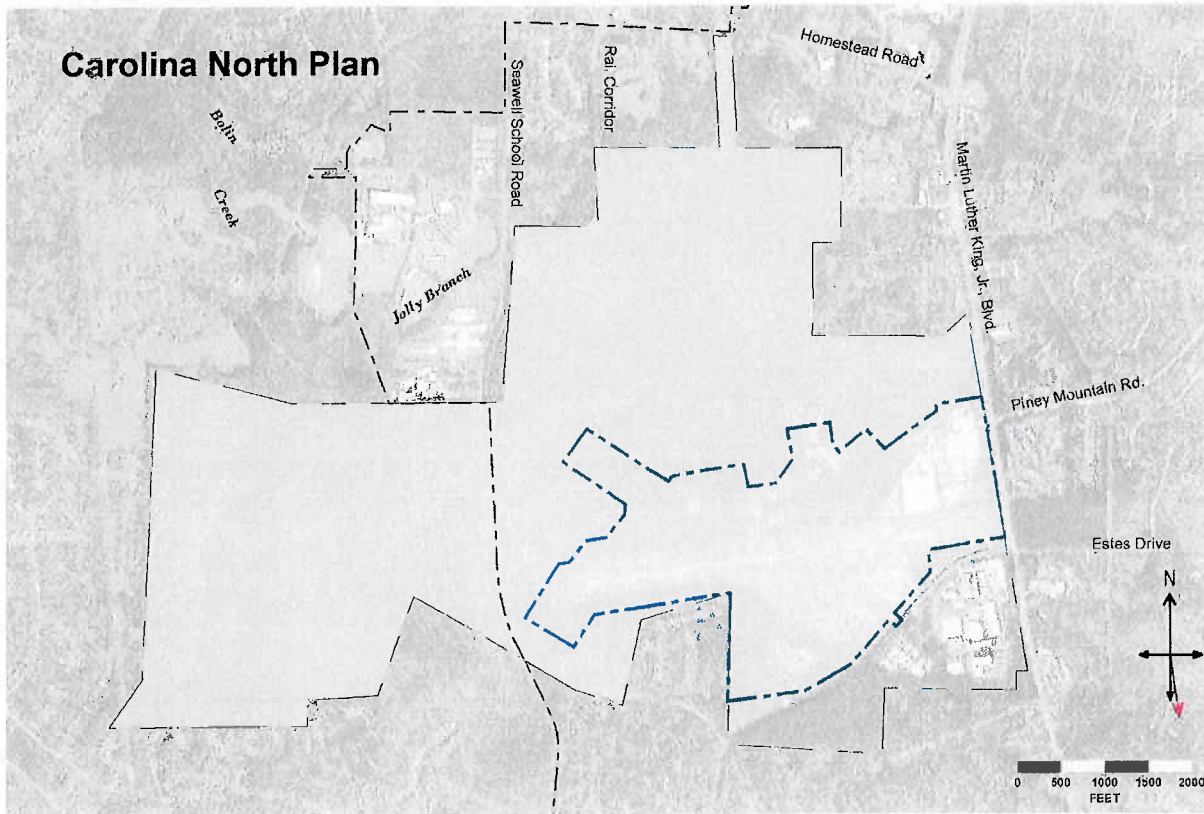 Carolina North Plan
Bolin
Creek
Seawell School Road
Rai, Corridor
Homestead Road
Martin Luther King, Jr., Blvd.
Jolly Branch
Piney Mountain Rd.
Estes Drive
N
0 500 1000 1500 2000
FEET